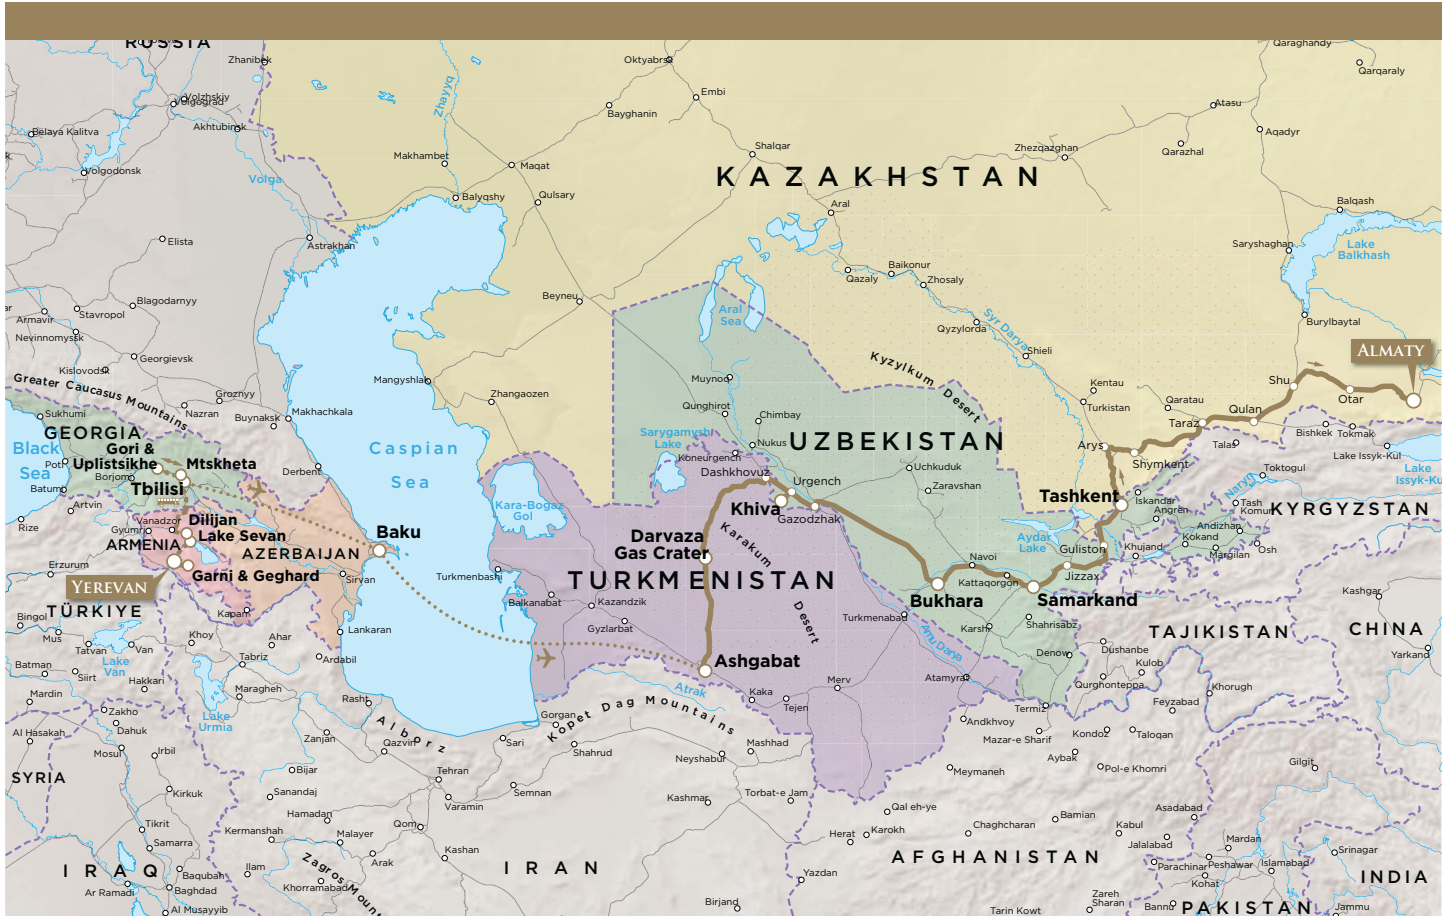 RUSSIA
Zhanibek
Oktyabrsk
Qaraghandy
Qarqaraly
Volzhskiy
Volgograd
Zhayyq
Embi
Bayghanin
Atasu
Belaya Kalitva
Akhtubinsk
Aqadyr
Shalqar
Zhezqazghan
Qarazhal
Makhambet
Maqat
Volgodonsk
Volga
KAZAKHSTAN
Balyqshy
Qulsary
Aral
Balqash
Elista
Astrakhan
Saryshaghan
Lake
Balkhash
Baikonur
Qazaly
Zhosaly
Beyneu
Blagodarnyy
Armavir
Stavropol
Aral
Sea
Syr Darya
Burylbaytal
Nevinnomyssk
Qyzylorda
Georgievsk
Shieli
ALMATY
Kislovodsk
Kyzylkum Desert
Greater Caucasus Mountains
Mangyshlak
Muynoq
Kentau
Shu
Groznyy
Zhangaozen
Turkistan
Qaratau
Otar
Nazran
Buynaksk
Makhachkala
Qunghirot
Chimbay
Qulan
Sukhumi
Taraz
GEORGIA
Black
Sea
Caspian
Sea
Sarygamysh
Lake
Nukus
UZBEKISTAN
Arys
Talas
Bishkek
Tokmak
Gori &
Uplistsikhe
Mtskheta
Koneurgench
Lake Issyk-Kul
Poti
Borjomi
Derbent
Dashkhovuz
Uchkuduk
Shymkent
Toktogul
Lake
Issyk-Ku
Batum
Tbilisi
Urgench
Zaravshan
Tashkent
Iskandar
Naryn
Artvin
Kara-Bogaz
Gol
Khiva
Gazodzhak
Angren
Tash
Komur
KYRGYZSTAN
Rize
Vanadzor
Dilijan
Gyumri
Lake Sevan
Baku
Andizhan
Darvaza
Gas Crater
Karakum
Desert
Aydar
Lake
Guliston
Kokand
ARMENIA
AZERBAIJAN
Khujand
Margilan
Osh
Navoi
Erzurum
Garni & Geghard
Sirvan
Turkmenbashi
TURKMENISTAN
Kattaqorgon
Jizzax
YEREVAN
Bukhara
Samarkand
Kashgar
TÜRKIYE
Kapam
Balkanabat
Kazandzik
Bingol
Mus
Khoy
Ahar
Lankaran
Gyzlarbat
Turkmenabad
Karshi
Shahrisabz
TAJIKISTAN
CHINA
Tatvan
Van
Lake
Van
Amu Darya
Batman
Siirt
Tabriz
Ardabil
Ashgabat
Denow
Dushanbe
Kulob
Yarkand
Hakkari
Maragheh
Atrak
Kaka
Merv
Atamyrat
Qurghonteppa
Khorugh
Mardin
Rasht
Tejen
Zakho
Lake
Urmia
Alborz
Gorgan
Kopet Dag Mountains
Termiz
Feyzabad
Al Hasakah
Dahuk
Zanjan
Andkhvoy
Kondoz
Taloqan
Mosul
Irbil
Qazvin
Sari
Shahrud
Mashhad
Mazar-e Sharif
Neyshabur
Aybak
Pol-e Khomri
Gilgit
SYRIA
Bijar
Tehran
Meymaneh
Kirkuk
Sanandaj
Semnan
Varamin
Kashmar
Torbat-e Jam
Qal eh-ye
Asadabad
Hamadan
Tikrit
Kermanshah
Malayer
Qom
Herat
Karokh
Chaghcharan
Bamian
Kabul
Mardan
Samarra
Jalalabad
Srinagar
IRAQ
Ilam
Arak
Kashan
IRAN
AFGHANISTAN
Parachinar
Peshawar
Islamabad
Baqubah
Zagros Mount
Yazdan
Kohat
INDIA
Ar Ramadi
Baghdad
Khorramabad
Zareh
Sharan
Al Musayyib
Birjand
Tarin Kowt
Bannu
PAKISTAN
Jammu